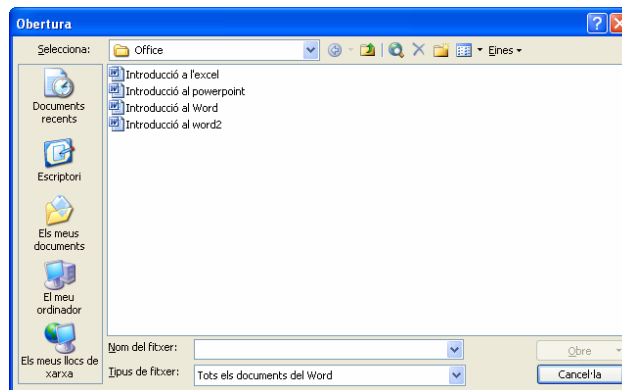 Obertura
Selecciona:
Office
Eines
Introducció a l'excel
Introducció al powerpoint
Introducció al Word
Introducció al word2
Documents
recents
Escriptori
Els meus
documents
El meu
ordinador
Els meus llocs de
xarxa
Nom del fitxer:
Obre
Tipus de fitxer:
Tots els documents del Word
Cancel·la